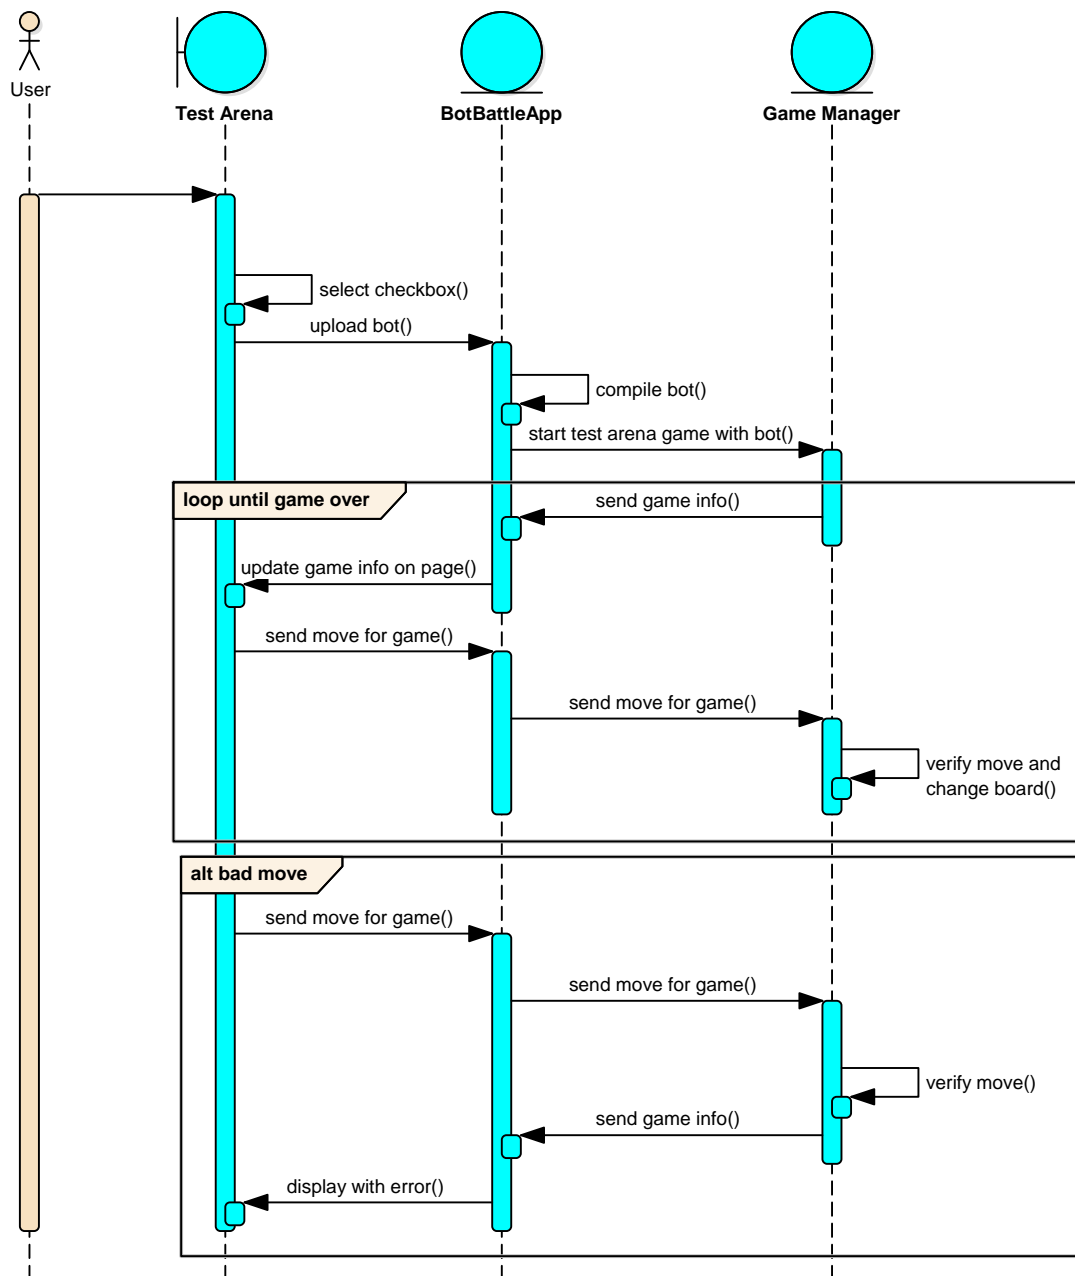 User
Test Arena
BotBattleApp
Game Manager
select checkbox()
upload bot()
compile bot()
start test arena game with bot()
loop until game over
send game info()
update game info on page()
send move for game()
send move for game()
verify move and
change board()
alt bad move
send move for game()
send move for game()
verify move()
send game info()
display with error()